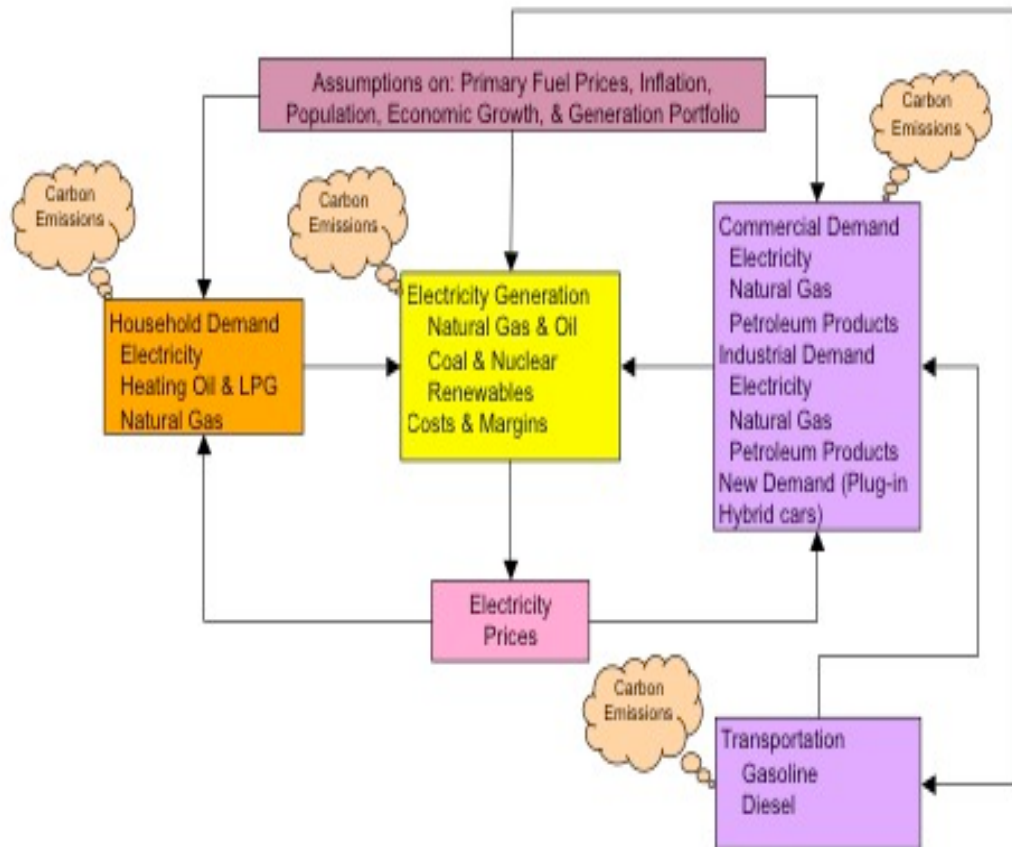 Assumptions on: Primary Fuel Prices, Inflation,
Population, Economic Growth, & Generation Portfolio
Carbon
Emissions
Carbon
Emissions
Carbon
Emissions
Household Demand
Electricity
Heating Oil & LPG
Natural Gas
Electricity Generation
Natural Gas & Oil
Coal & Nuclear
Renewables
Costs & Margins
Commercial Demand
Electricity
Natural Gas
Petroleum Products
Industrial Demand
Electricity
Natural Gas
Petroleum Products
New Demand (Plug-in
Hybrid cars)
Electricity
Prices
Carbon
Emissions
Transportation
Gasoline
Diesel